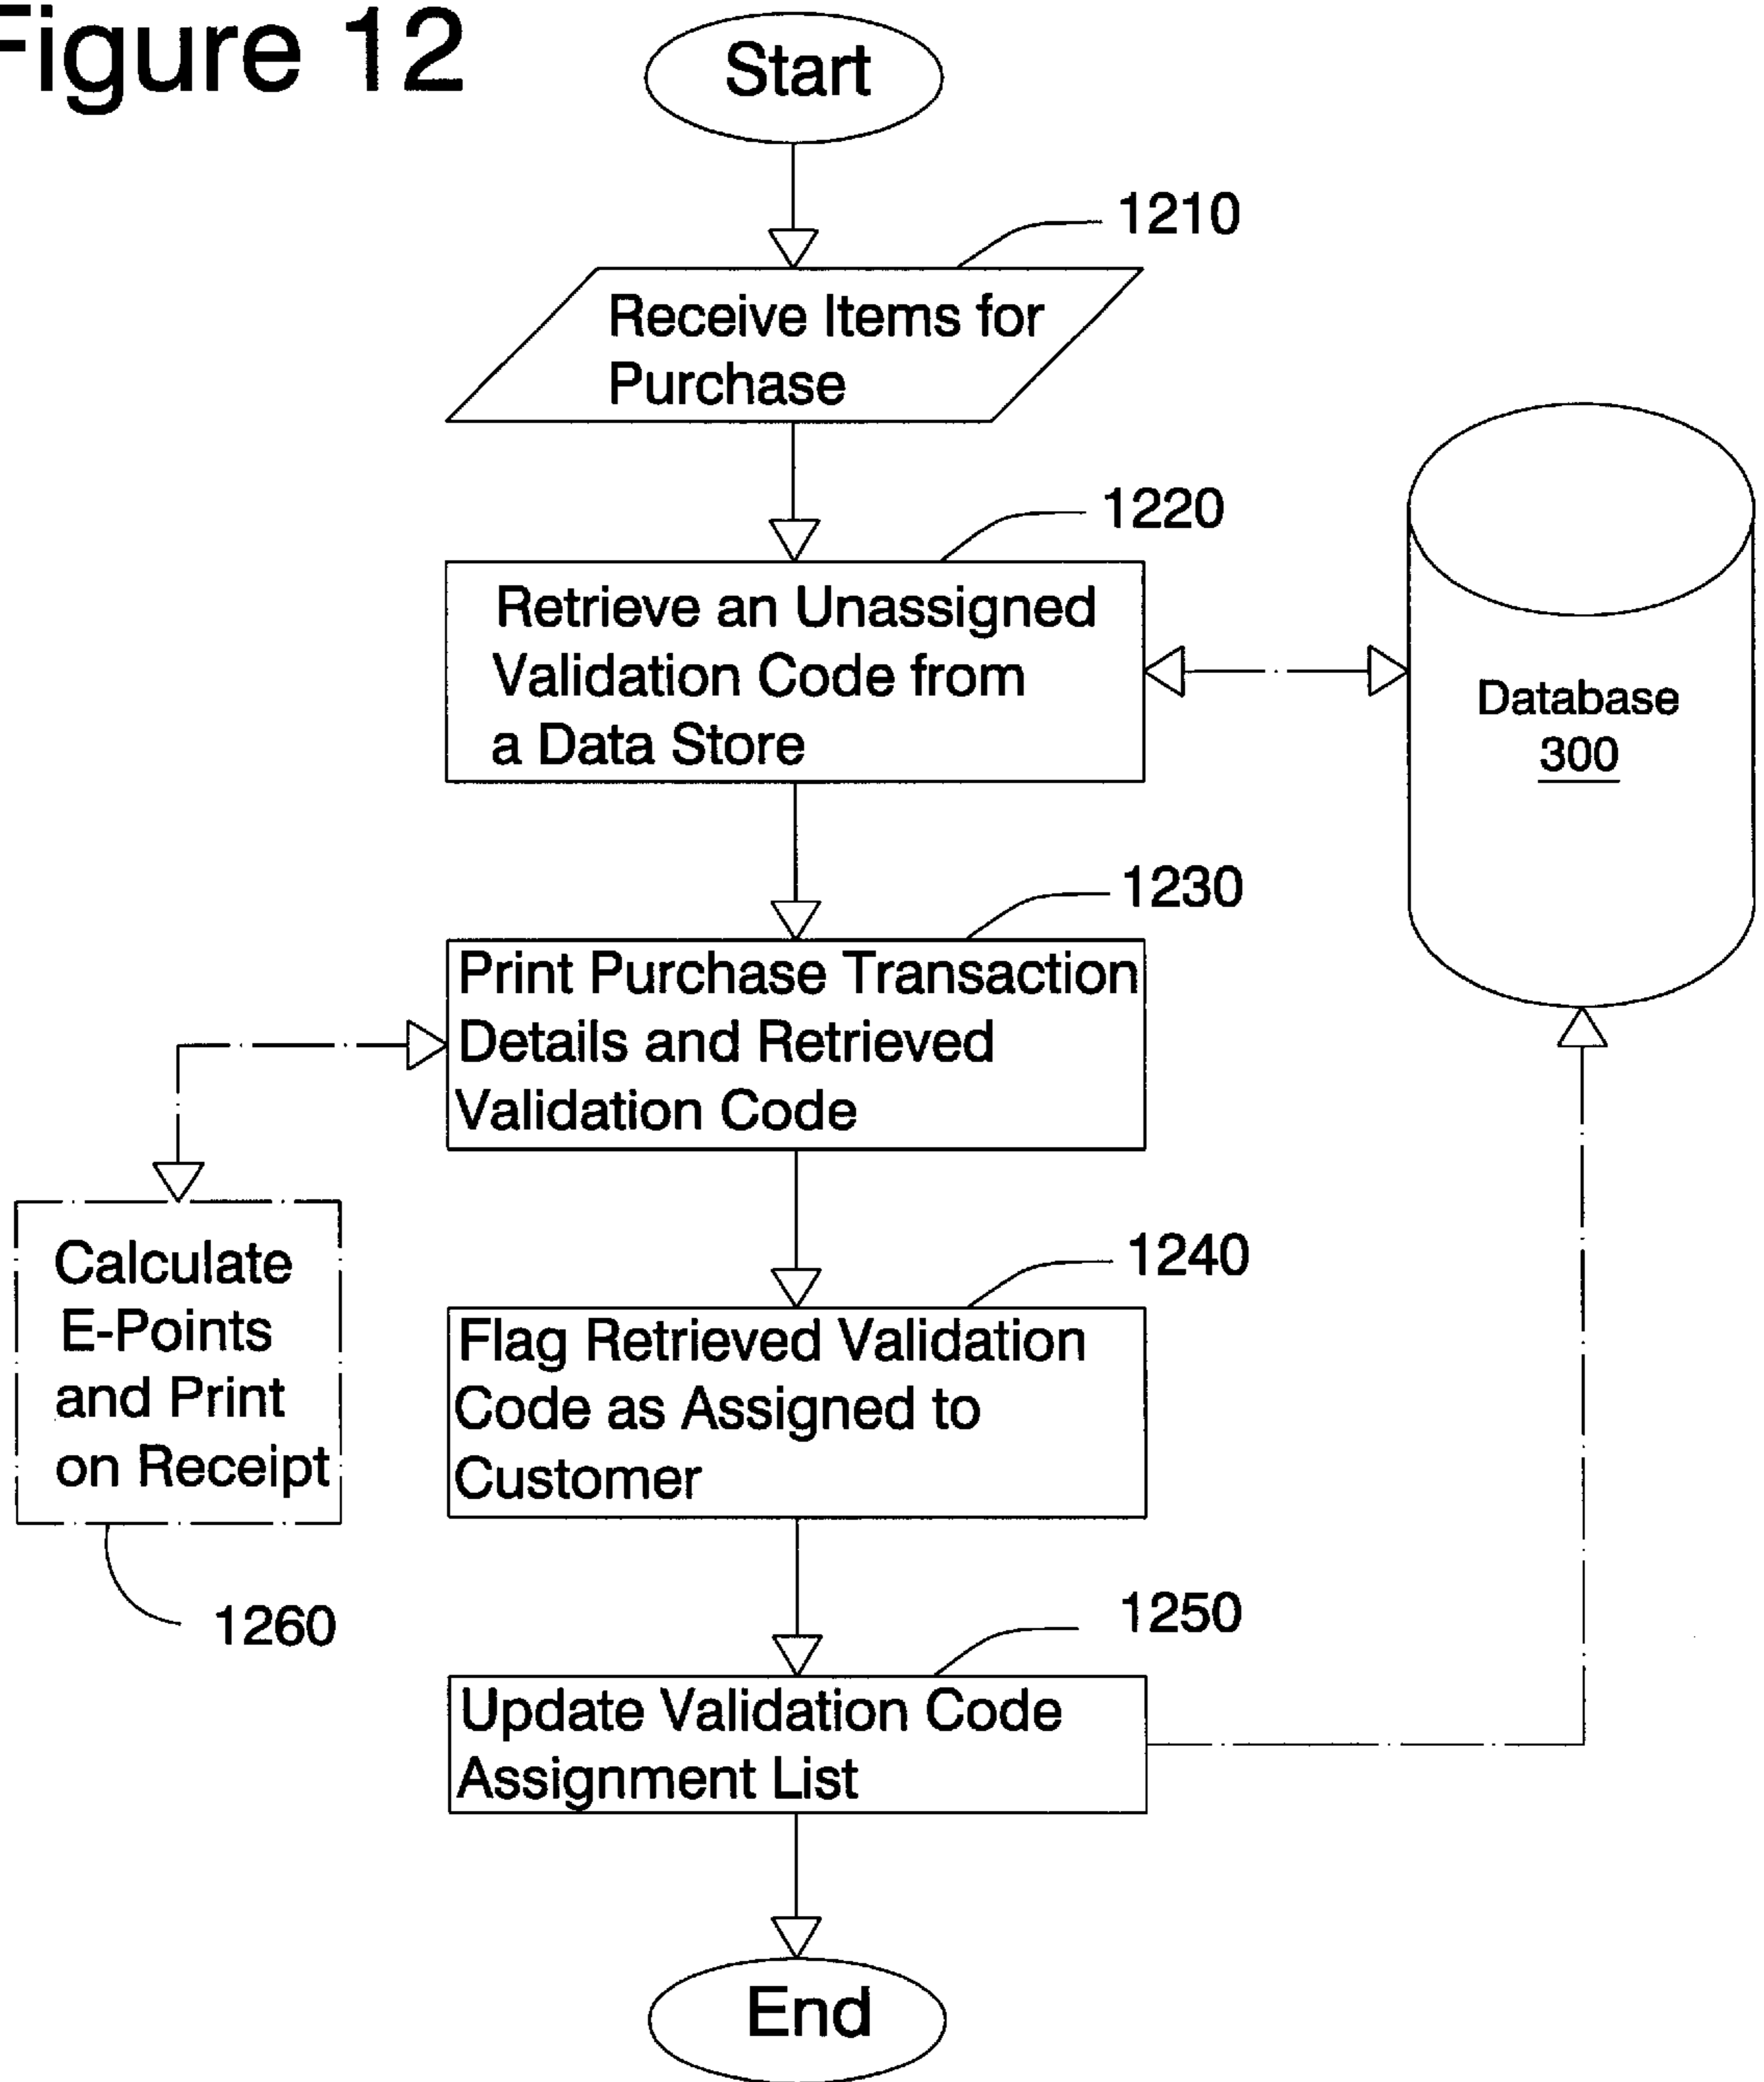 Figure 12
Start
1210
Receive Items for
Purchase
1220
Retrieve an Unassigned
Validation Code from
a Data Store
Database
300
1230
Print Purchase Transaction
Details and Retrieved
Validation Code
1240
Calculate
E-Points
and Print
on Receipt
1260
Flag Retrieved Validation
Code as Assigned to
Customer
1250
Update Validation Code
Assignment List
End